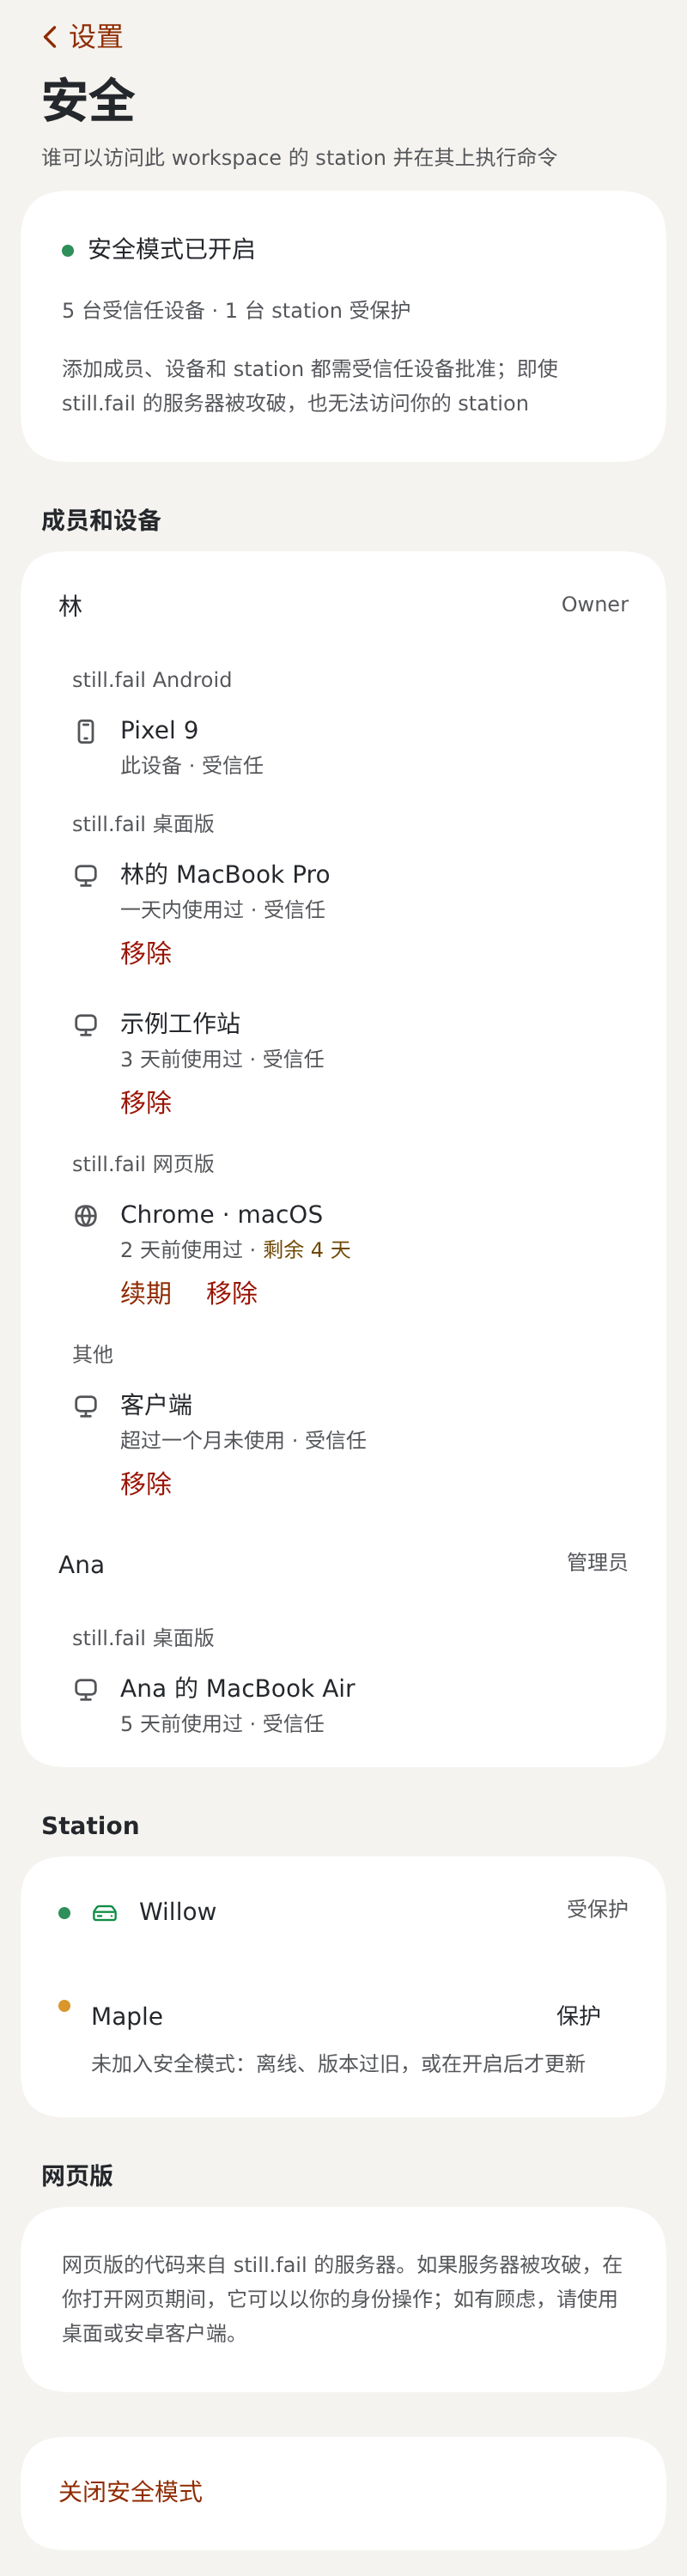 设置
安全
谁可以访问此 workspace 的 station 并在其上执行命令
安全模式已开启
5 台受信任设备 · 1 台 station 受保护
添加成员、设备和 station 都需受信任设备批准；即使
still.fail 的服务器被攻破，也无法访问你的 station
成员和设备
林 Owner
still.fail Android
Pixel 9
此设备 · 受信任
still.fail 桌面版
林的 MacBook Pro
一天内使用过 · 受信任
移除
示例工作站
3 天前使用过 · 受信任
移除
still.fail 网页版
Chrome · macOS
2 天前使用过 · 剩余 4 天
续期 移除
其他
客户端
超过一个月未使用 · 受信任
移除
Ana 管理员
still.fail 桌面版
Ana 的 MacBook Air
5 天前使用过 · 受信任
Station
Willow 受保护
Maple 保护
未加入安全模式：离线、版本过旧，或在开启后才更新
网页版
网页版的代码来自 still.fail 的服务器。如果服务器被攻破，在
你打开网页期间，它可以以你的身份操作；如有顾虑，请使用
桌面或安卓客户端。
关闭安全模式